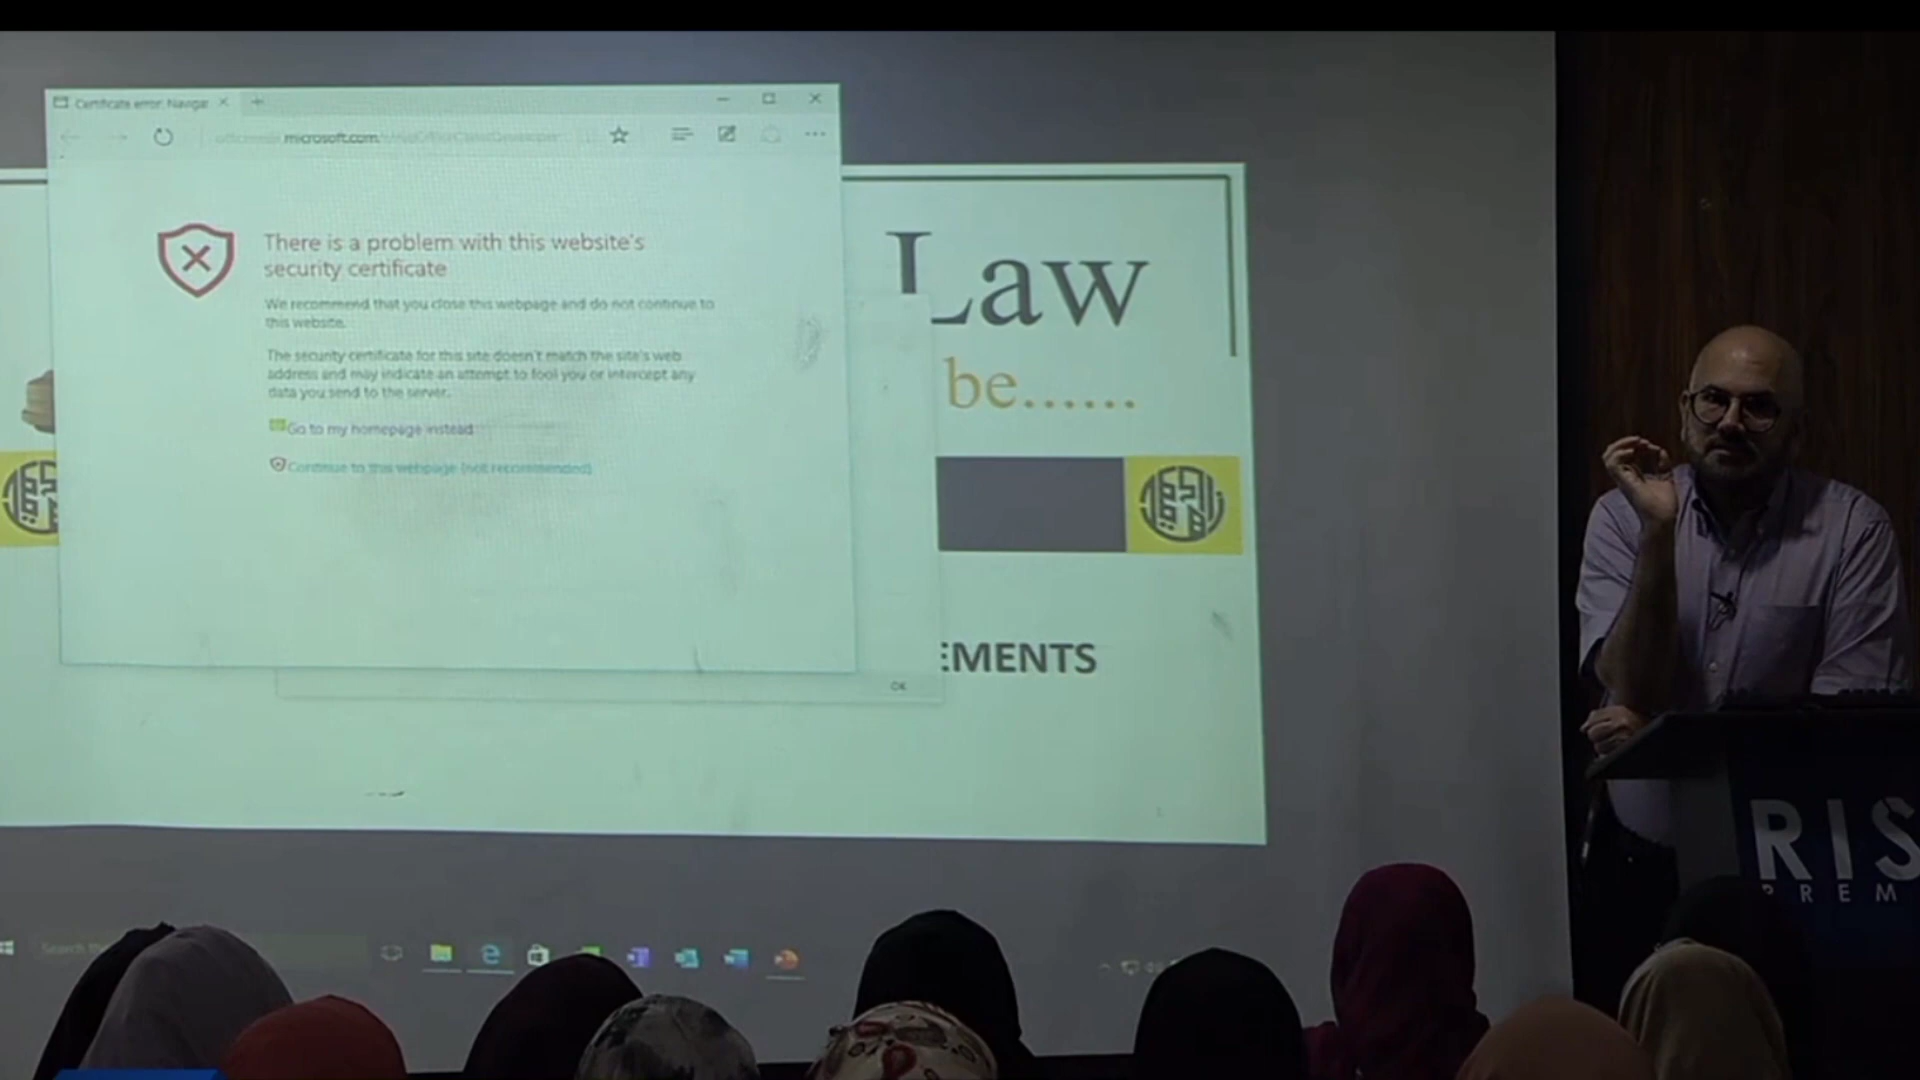 Certificate error: Navigat
microsoft.com
There is a problem with this website's
security certificate
We recommend that you close this webpage and do not continue to
this website.
The security certificate for this site doesn't match the site's web
address and may indicate an attempt to fool you or intercept any
data you send to the server.
Go to my homepage instead
Continue to this webpage (not recommended)
OK
Law
be......
EMENTS
Search th
RIS
PREM